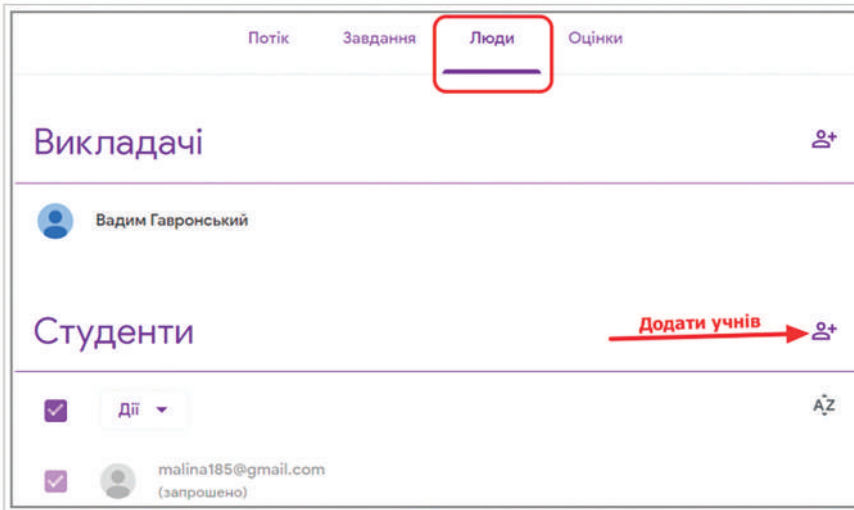 Потік Завдання Люди Оцінки
Викладачі
Вадим Гавронський
Студенти
Додати учнів
Дії
AZ
malina185@gmail.com
(запрошено)